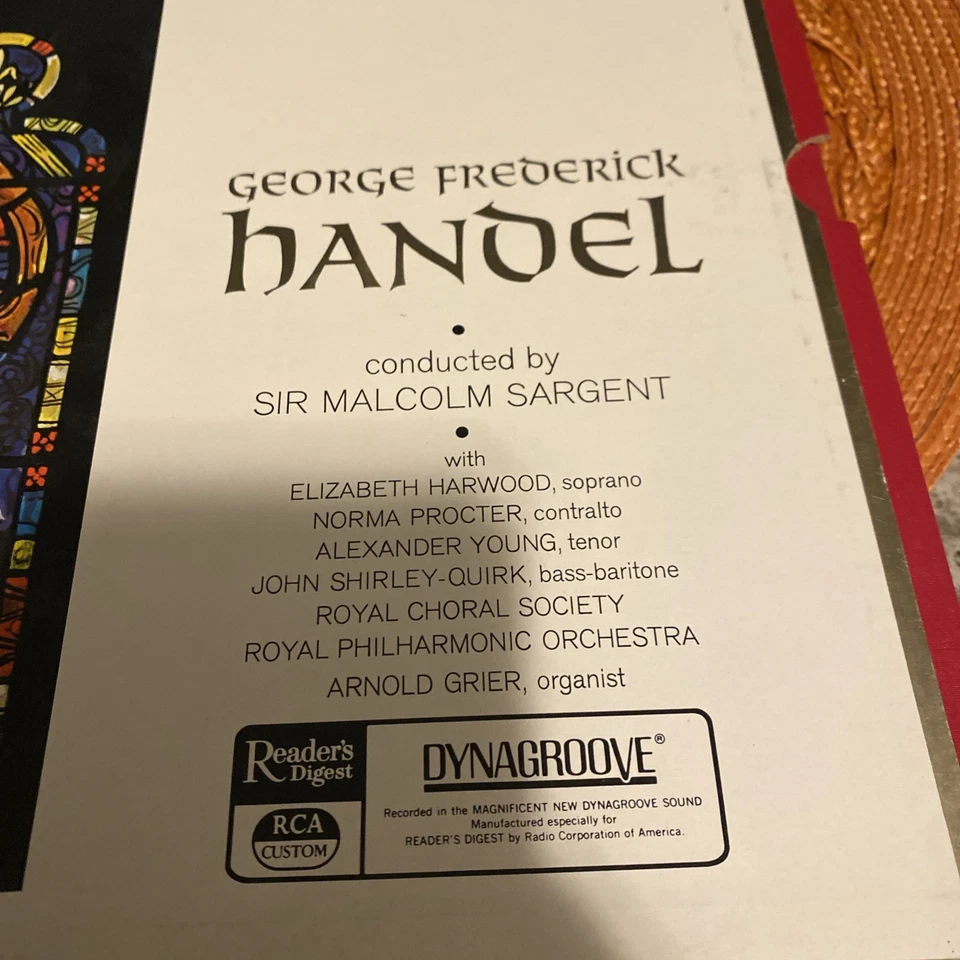 GEORGE FREDERICK
HANDEL
•
conducted by
SIR MALCOLM SARGENT
•
with
ELIZABETH HARWOOD, soprano
NORMA PROCTER, contralto
ALEXANDER YOUNG, tenor
JOHN SHIRLEY-QUIRK, bass-baritone
ROYAL CHORAL SOCIETY
ROYAL PHILHARMONIC ORCHESTRA
ARNOLD GRIER, organist
Reader's
Digest
RCA
CUSTOM
DYNAGROOVE®
Recorded in the MAGNIFICENT NEW DYNAGROOVE SOUND
Manufactured especially for
READER'S DIGEST by Radio Corporation of America.